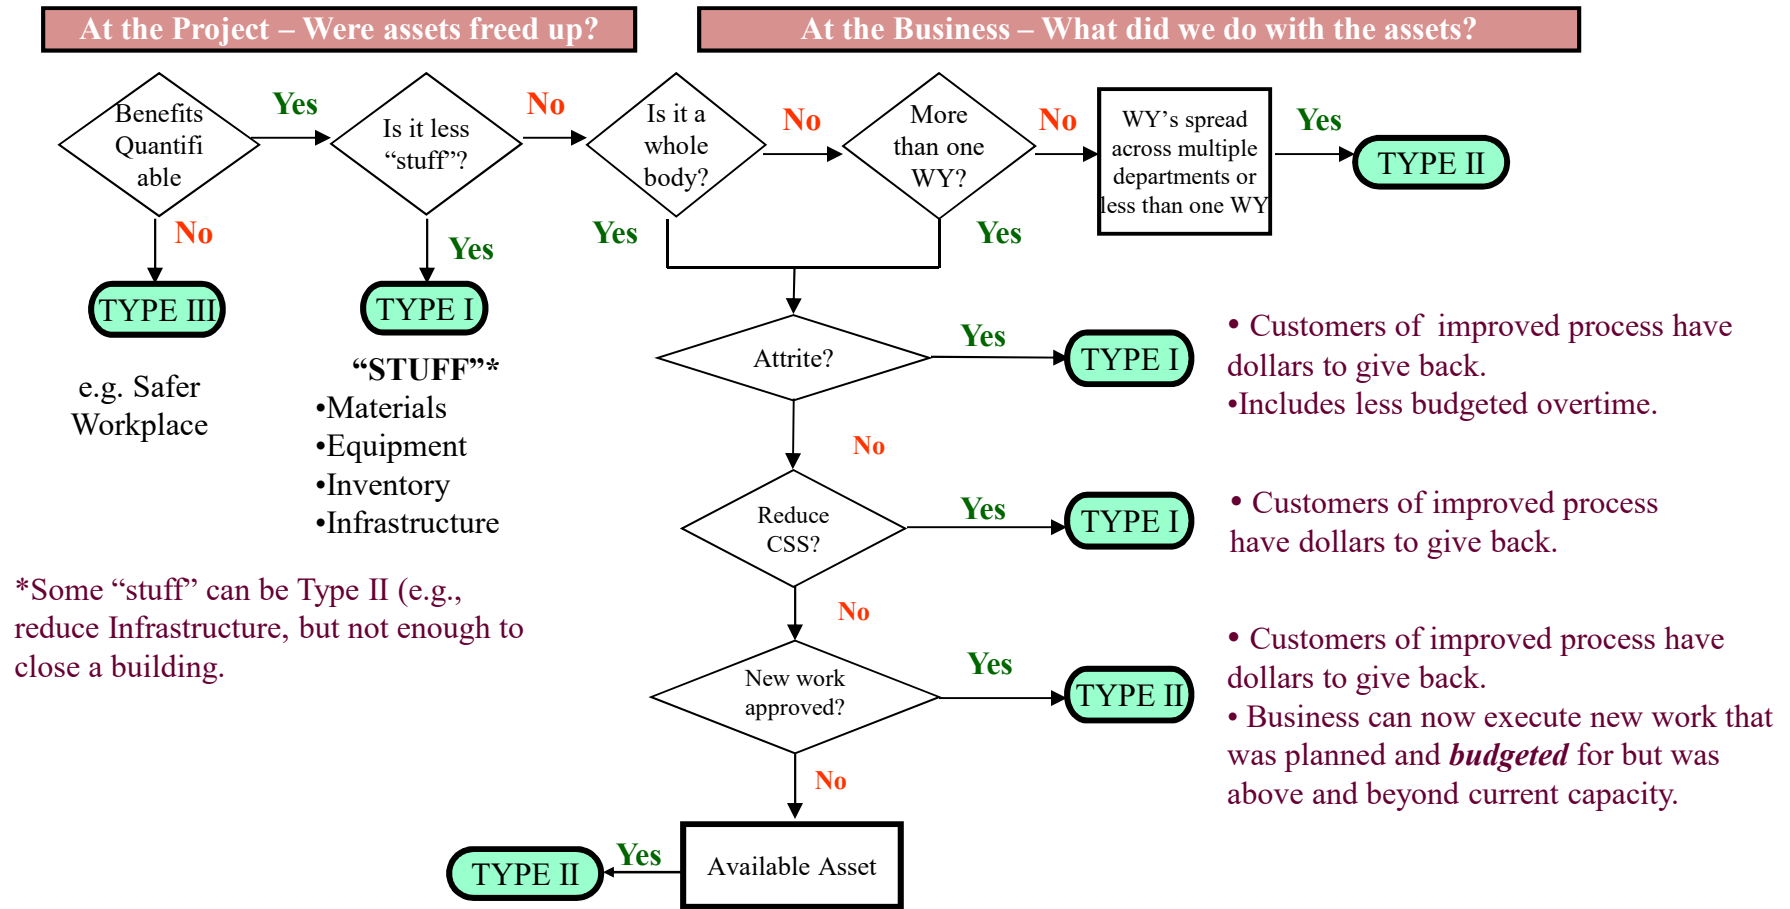 At the Project – Were assets freed up?
At the Business – What did we do with the assets?
Benefits
Quantifi
able
Yes
Is it less
“stuff”?
No
Is it a
whole
body?
No
More
than one
WY?
No
WY’s spread
across multiple
departments or
less than one WY
Yes
TYPE II
No
Yes
Yes
Yes
TYPE III
TYPE I
e.g. Safer
Workplace
“STUFF”*
•Materials
•Equipment
•Inventory
•Infrastructure
*Some “stuff” can be Type II (e.g.,
reduce Infrastructure, but not enough to
close a building.
Attrite?
Yes
TYPE I
• Customers of  improved process have
dollars to give back.
•Includes less budgeted overtime.
No
Reduce
CSS?
Yes
TYPE I
• Customers of improved process
have dollars to give back.
No
New work
approved?
Yes
TYPE II
• Customers of improved process have
dollars to give back.
• Business can now execute new work that
was planned and budgeted for but was
above and beyond current capacity.
No
Available Asset
Yes
TYPE II